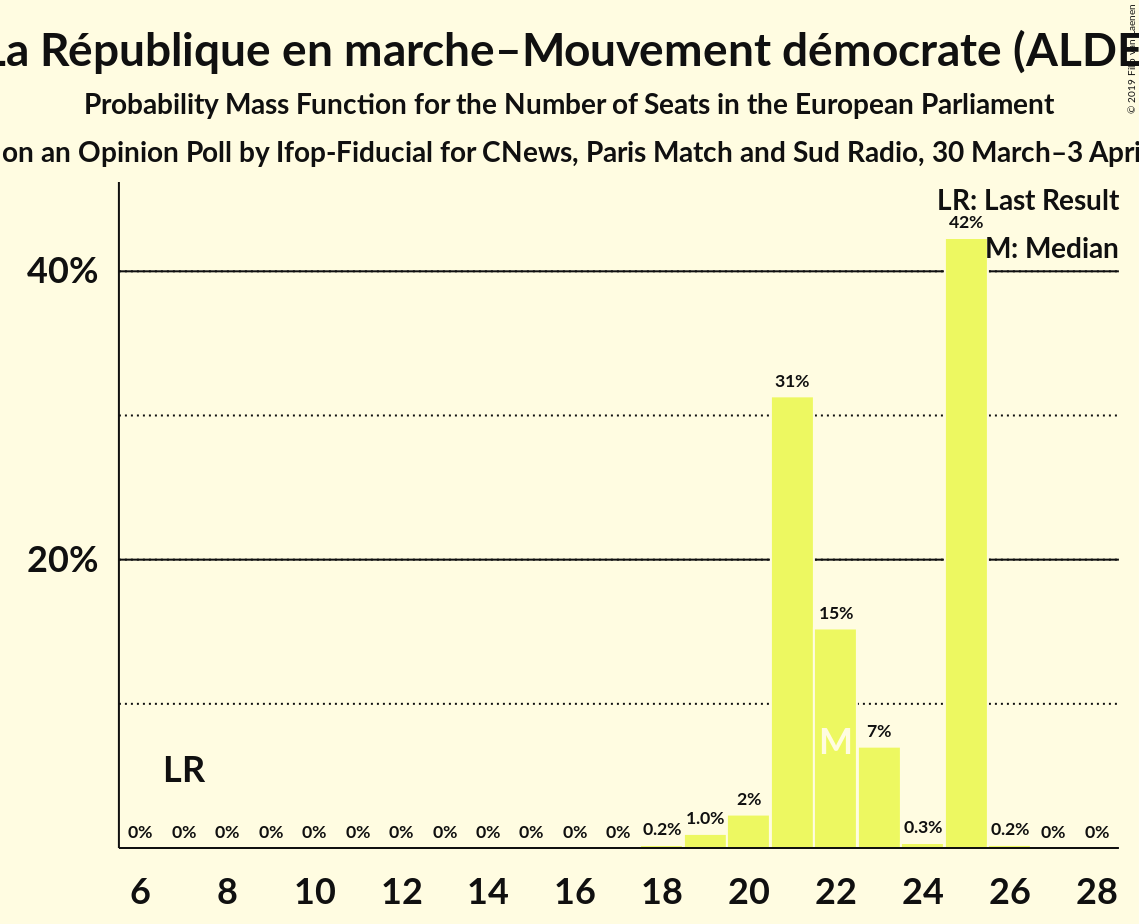 La République en marche–Mouvement démocrate (ALDE
Probability Mass Function for the Number of Seats in the European Parliament
on an Opinion Poll by Ifop-Fiducial for CNews, Paris Match and Sud Radio, 30 March–3 Apri
© 2019
LR: Last Result
M: Median
42%
40%
31%
20%
15%
M
7%
LR
2%
0% 0% 0% 0% 0% 0% 0% 0% 0% 0% 0% 0% 0.2% 1.0% 0.3% 0.2% 0% 0%
6 8 10 12 14 16 18 20 22 24 26 28